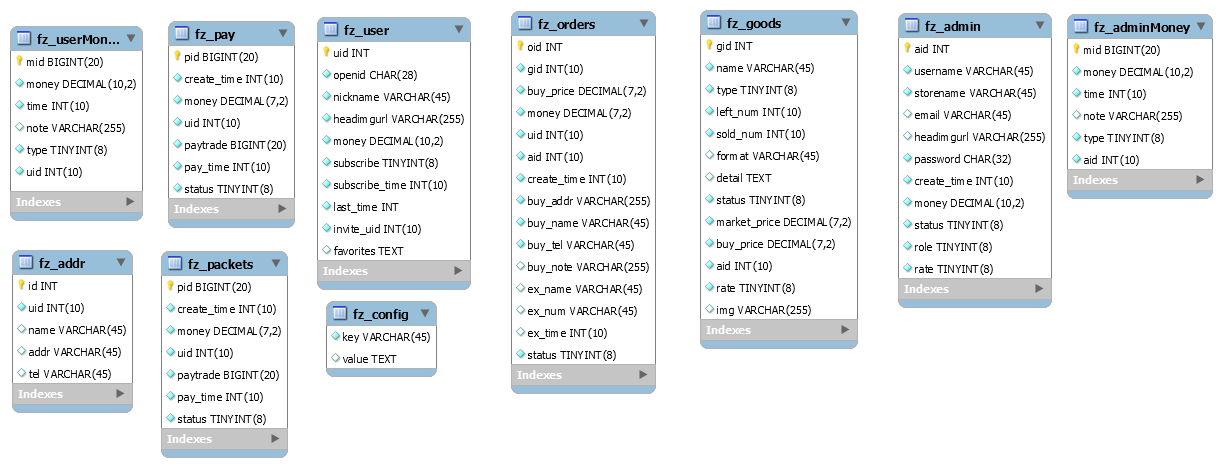 fz_userMon...
mid BIGINT(20)
money DECIMAL(10,2)
time INT(10)
note VARCHAR(255)
type TINYINT(8)
uid INT(10)
Indexes
fz_pay
pid BIGINT(20)
create_time INT(10)
money DECIMAL(7,2)
uid INT(10)
paytrade BIGINT(20)
pay_time INT(10)
status TINYINT(8)
Indexes
fz_user
uid INT
openid CHAR(28)
nickname VARCHAR(45)
headimgurl VARCHAR(255)
money DECIMAL(10,2)
subscribe TINYINT(8)
subscribe_time INT(10)
last_time INT
invite_uid INT(10)
favorites TEXT
Indexes
fz_orders
oid INT
gid INT(10)
buy_price DECIMAL(7,2)
money DECIMAL(7,2)
uid INT(10)
aid INT(10)
create_time INT(10)
buy_addr VARCHAR(255)
buy_name VARCHAR(45)
buy_tel VARCHAR(45)
buy_note VARCHAR(255)
ex_name VARCHAR(45)
ex_num VARCHAR(45)
ex_time INT(10)
status TINYINT(8)
Indexes
fz_goods
gid INT
name VARCHAR(45)
type TINYINT(8)
left_num INT(10)
sold_num INT(10)
format VARCHAR(45)
detail TEXT
status TINYINT(8)
market_price DECIMAL(7,2)
buy_price DECIMAL(7,2)
aid INT(10)
rate TINYINT(8)
img VARCHAR(255)
Indexes
fz_admin
aid INT
username VARCHAR(45)
storename VARCHAR(45)
email VARCHAR(45)
headimgurl VARCHAR(255)
password CHAR(32)
create_time INT(10)
money DECIMAL(10,2)
status TINYINT(8)
role TINYINT(8)
rate TINYINT(8)
Indexes
fz_adminMoney
mid BIGINT(20)
money DECIMAL(10,2)
time INT(10)
note VARCHAR(255)
type TINYINT(8)
aid INT(10)
Indexes
fz_addr
id INT
uid INT(10)
name VARCHAR(45)
addr VARCHAR(45)
tel VARCHAR(45)
Indexes
fz_packets
pid BIGINT(20)
create_time INT(10)
money DECIMAL(7,2)
uid INT(10)
paytrade BIGINT(20)
pay_time INT(10)
status TINYINT(8)
Indexes
fz_config
key VARCHAR(45)
value TEXT
Indexes